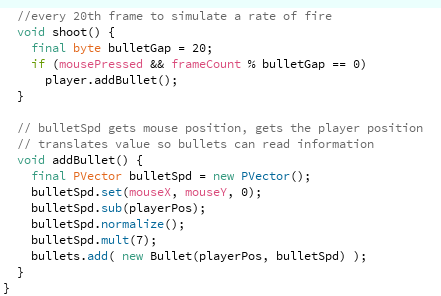 //every 20th frame to simulate a rate of fire
void shoot() {
final byte bulletGap = 20;
if (mousePressed && frameCount % bulletGap == 0)
player.addBullet();
}
// bulletSpd gets mouse position, gets the player position
// translates value so bullets can read information
void addBullet() {
final PVector bulletSpd = new PVector();
bulletSpd.set(mouseX, mouseY, 0);
bulletSpd.sub(playerPos);
bulletSpd.normalize();
bulletSpd.mult(7);
bullets.add( new Bullet(playerPos, bulletSpd) );
}
}